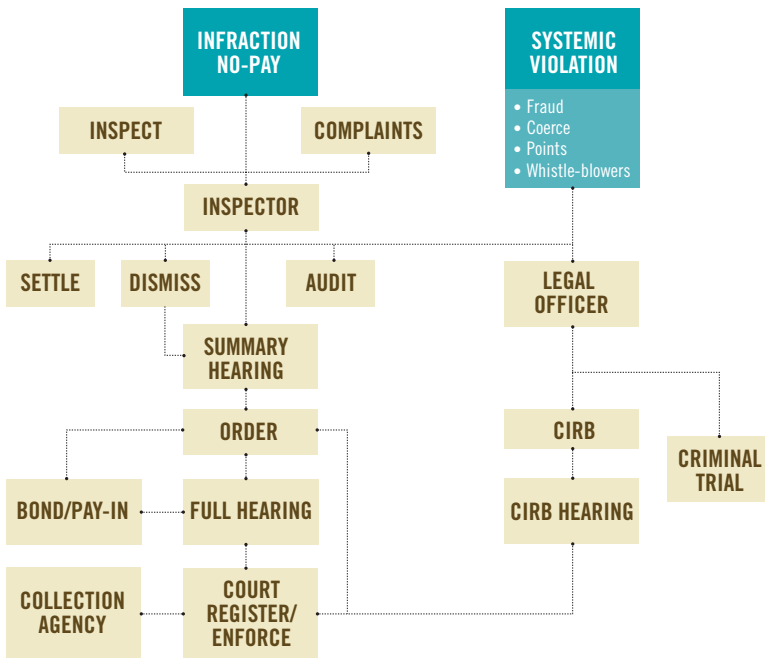 INFRACTION
NO-PAY
SYSTEMIC
VIOLATION
• Fraud
• Coerce
• Points
• Whistle-blowers
INSPECT
COMPLAINTS
INSPECTOR
SETTLE
DISMISS
AUDIT
LEGAL
OFFICER
SUMMARY
HEARING
ORDER
CIRB
CRIMINAL
TRIAL
BOND/PAY-IN
FULL HEARING
CIRB HEARING
COLLECTION
AGENCY
COURT
REGISTER/
ENFORCE